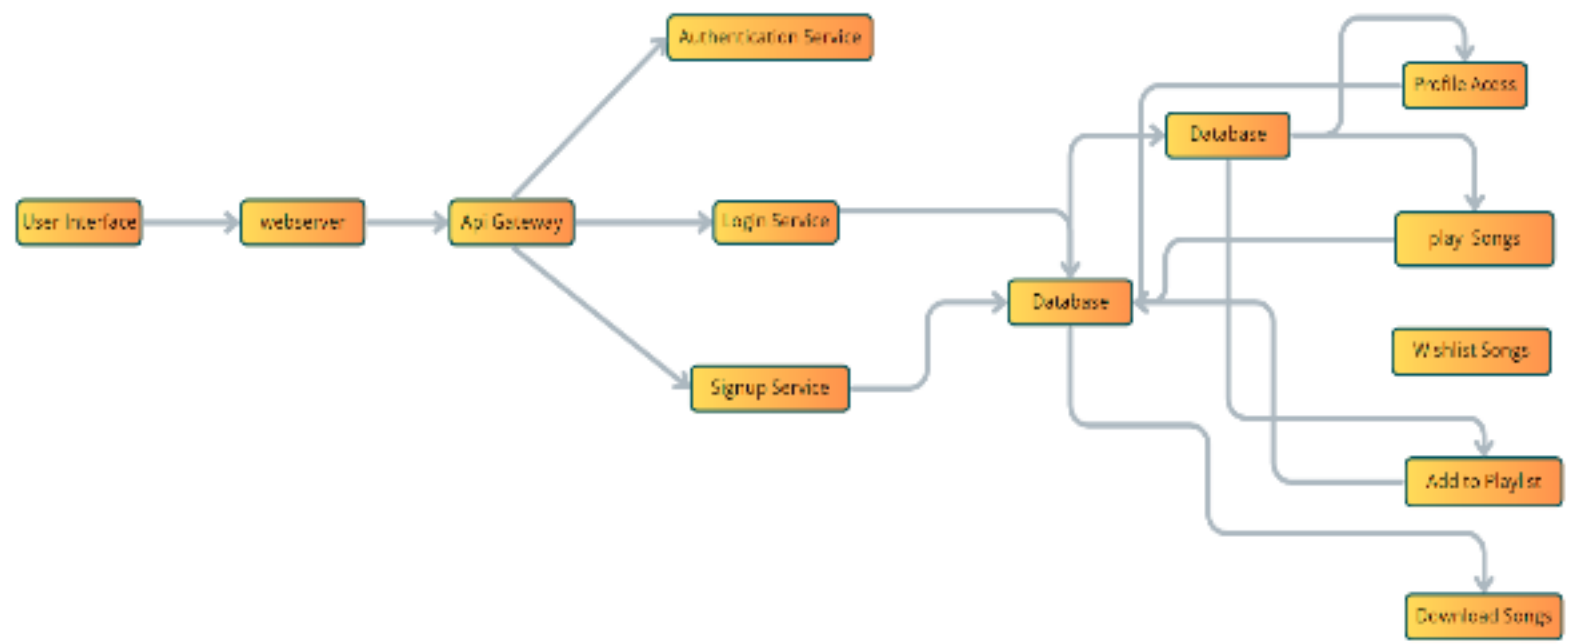 Authentication Service
Profile Acess
Database
User Interface
webserver
Api Gateway
Login Service
play Songs
Database
Wishlist Songs
Signup Service
Add to Playlist
Download Songs